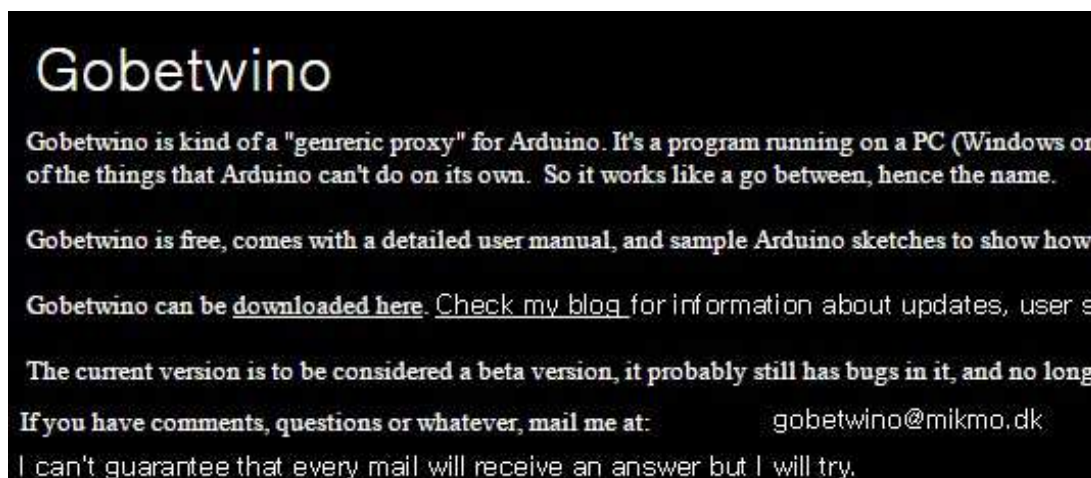 Gobetwino
Gobetwino is kind of a "genreric proxy" for Arduino. It's a program running on a PC (Windows or
of the things that Arduino can't do on its own. So it works like a go between, hence the name.
Gobetwino is free, comes with a detailed user manual, and sample Arduino sketches to show how
Gobetwino can be downloaded here. Check my blog for information about updates, user s
The current version is to be considered a beta version, it probably still has bugs in it, and no long
If you have comments, questions or whatever, mail me at: gobetwino@mikmo.dk
I can't guarantee that every mail will receive an answer but I will try.